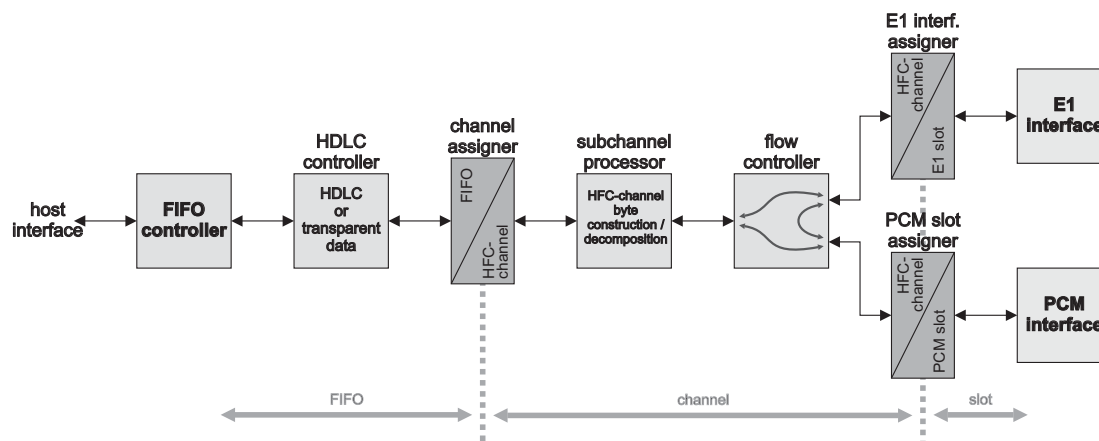 E1 interf.
assigner
HFC-
channel
E1 slot
E1
interface
HDLC
controller
channel
assigner
subchannel
processor
flow
controller
host
interface
FIFO
controller
HDLC
or
transparent
data
FIFO
HFC-
channel
HFC-channel
byte
construction /
decomposition
PCM slot
assigner
HFC-
channel
PCM slot
PCM
interface
FIFO
channel
slot